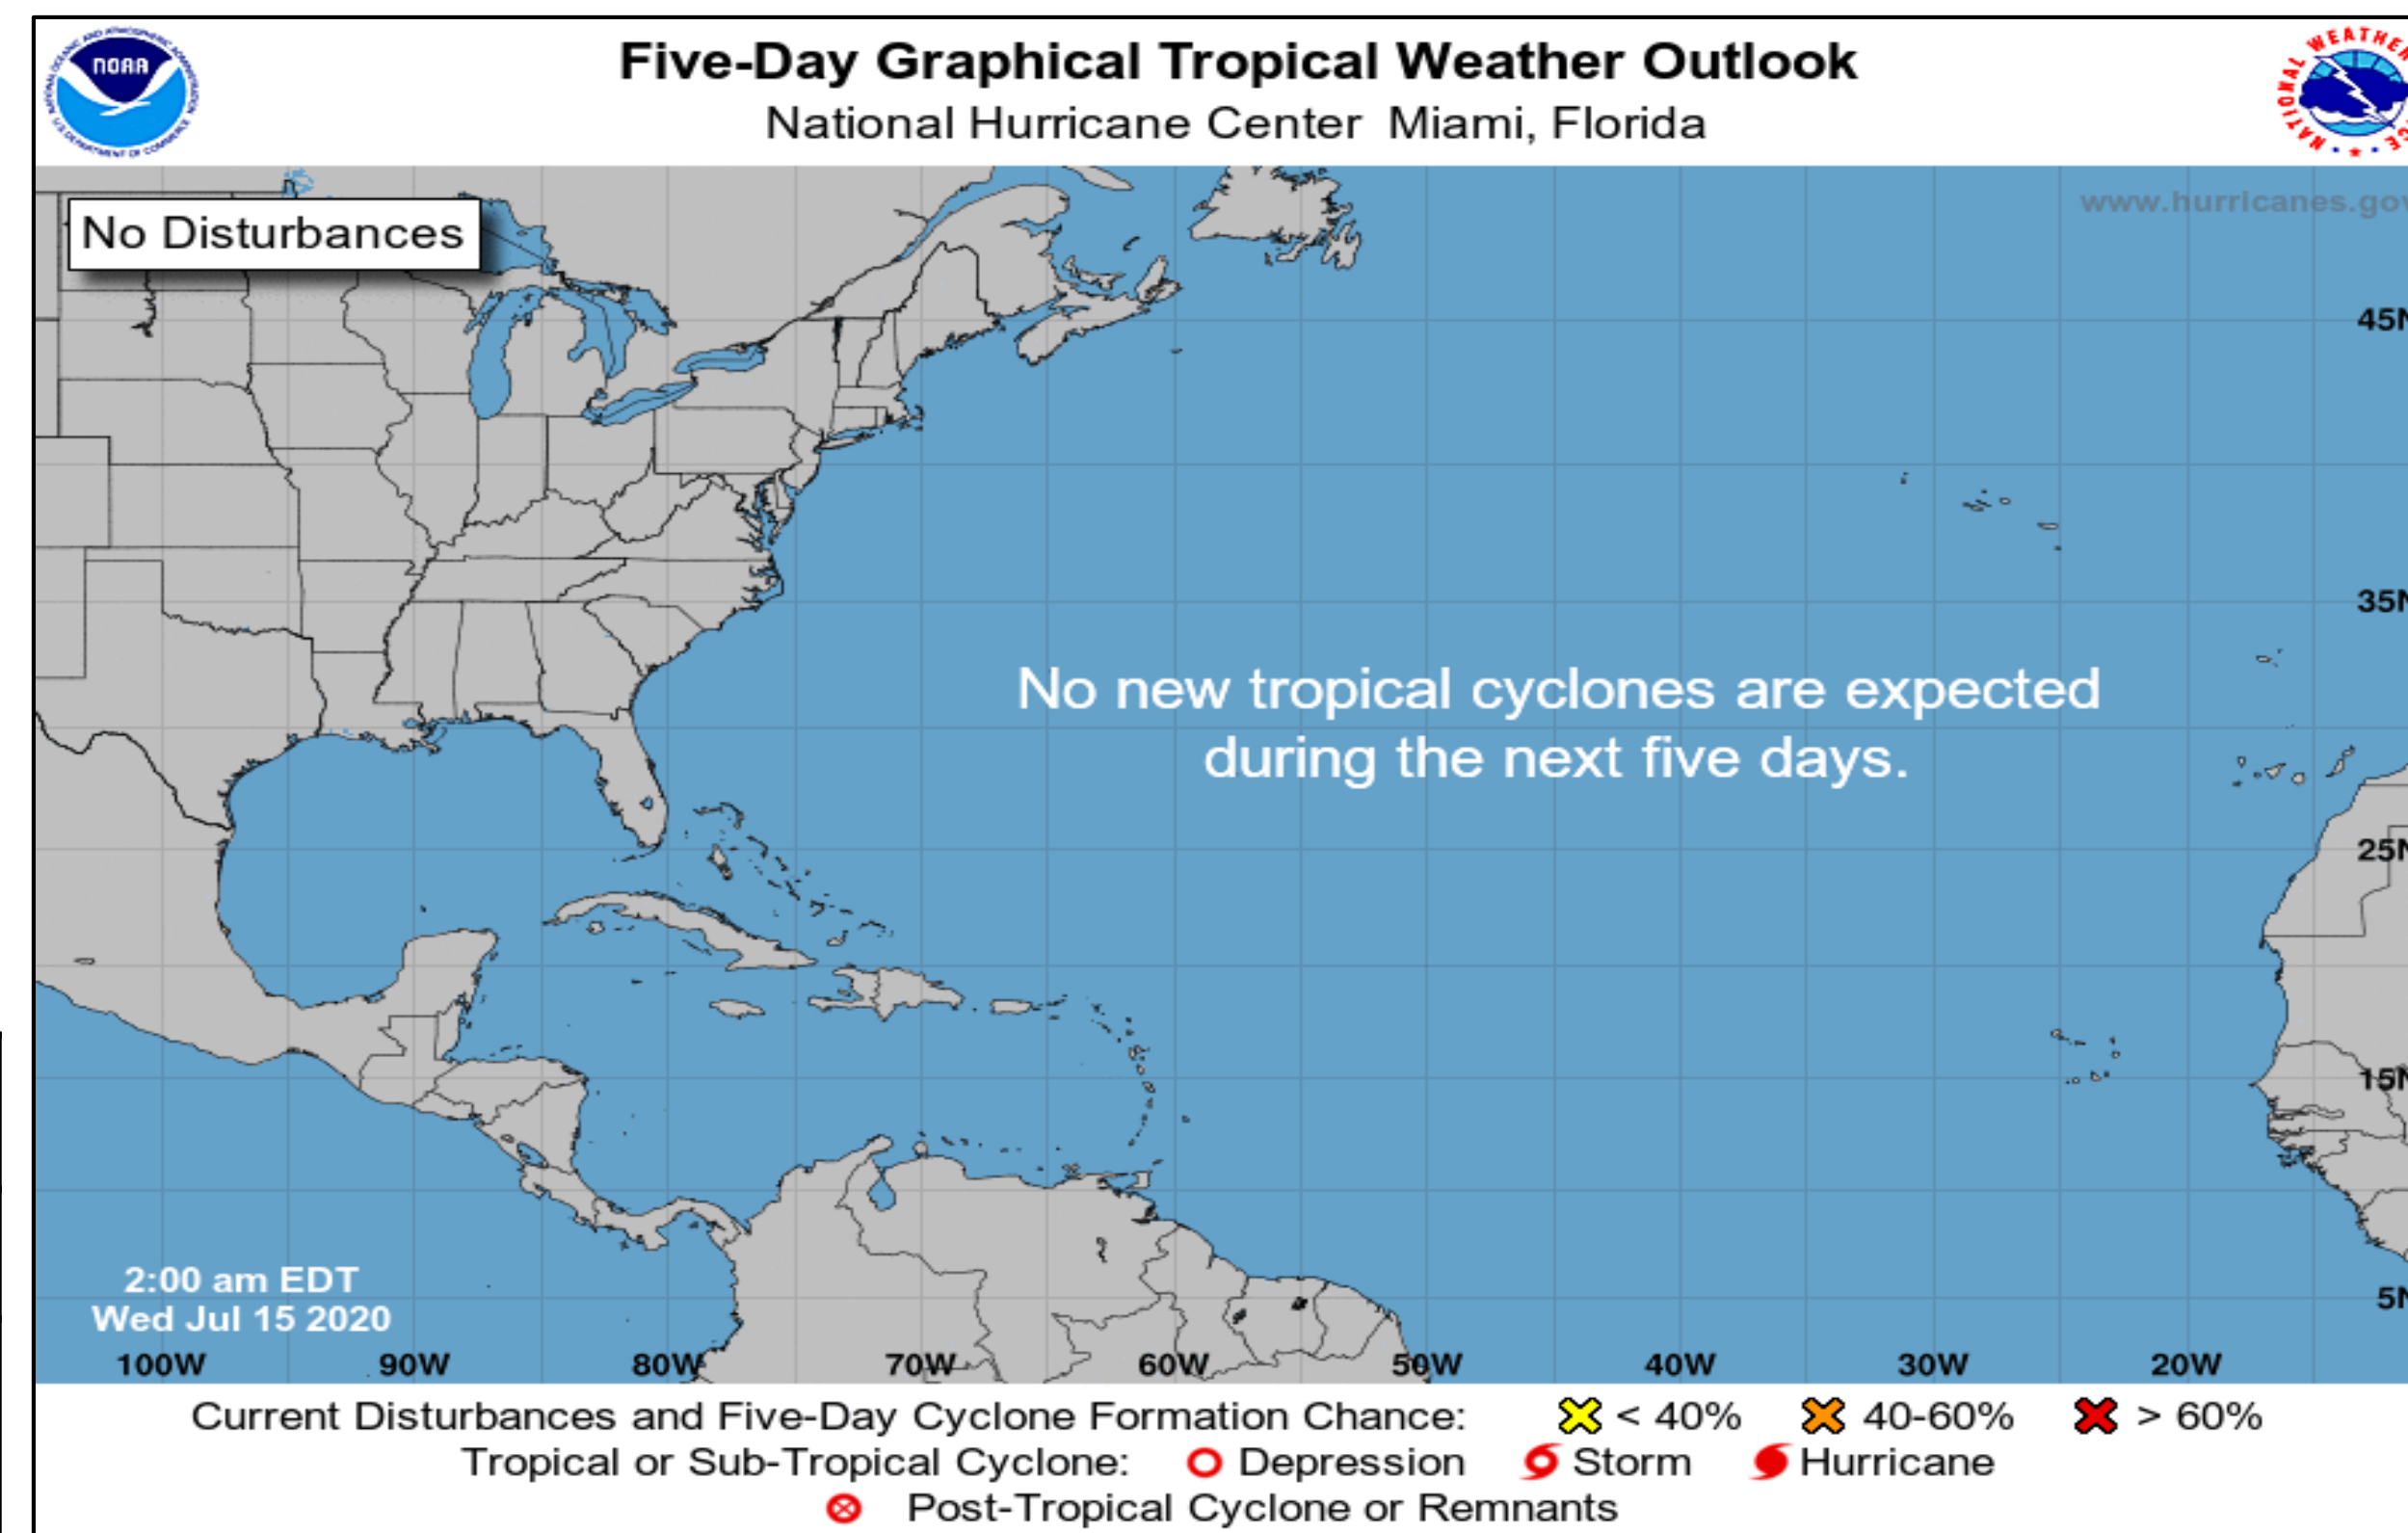 Five-Day Graphical Tropical Weather Outlook
National Hurricane Center Miami, Florida
NOAA
No Disturbances
www.hurricanes.gov
45N
35N
No new tropical cyclones are expected
during the next five days.
25N
15N
2:00 am EDT
Wed Jul 15 2020
5N
100W 90W 80W 70W 60W 50W 40W 30W 20W
Current Disturbances and Five-Day Cyclone Formation Chance: < 40% 40-60% > 60%
Tropical or Sub-Tropical Cyclone: Depression Storm Hurricane
Post-Tropical Cyclone or Remnants